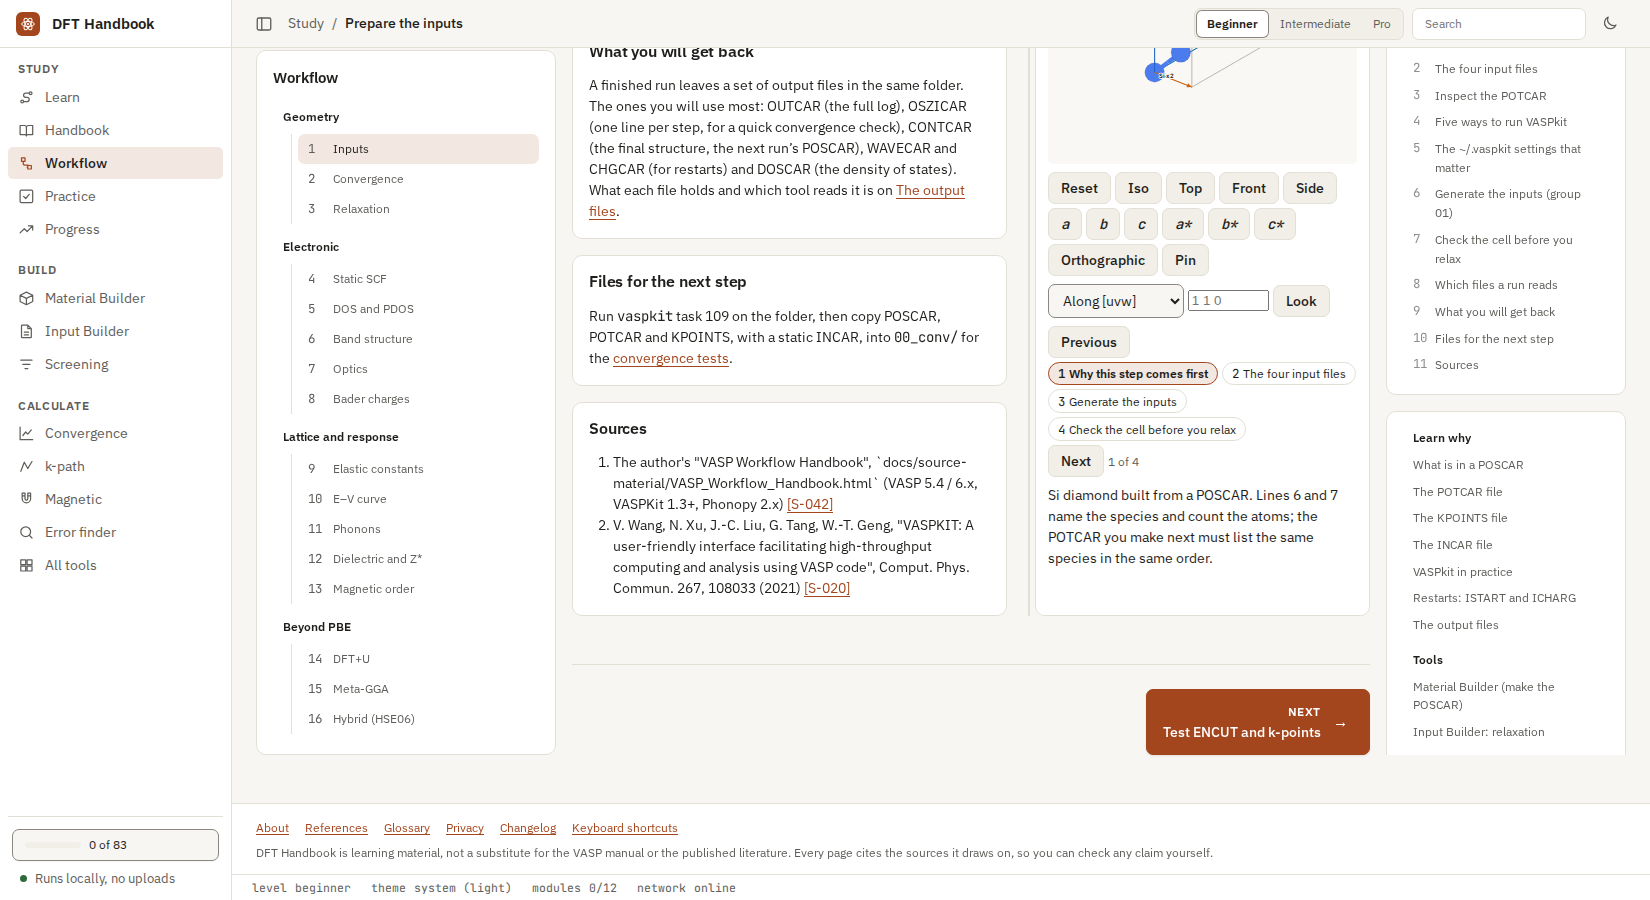 DFT Handbook
STUDY
Learn
Handbook
Workflow
Practice
Progress
BUILD
Material Builder
Input Builder
Screening
CALCULATE
Convergence
k-path
Magnetic
Error finder
All tools
0 of 83
Runs locally, no uploads
Study / Prepare the inputs
Beginner Intermediate Pro
Search
Workflow
Geometry
1 Inputs
2 Convergence
3 Relaxation
Electronic
4 Static SCF
5 DOS and PDOS
6 Band structure
7 Optics
8 Bader charges
Lattice and response
9 Elastic constants
10 E–V curve
11 Phonons
12 Dielectric and Z*
13 Magnetic order
Beyond PBE
14 DFT+U
15 Meta-GGA
16 Hybrid (HSE06)
What you will get back
A finished run leaves a set of output files in the same folder.
The ones you will use most: OUTCAR (the full log), OSZICAR
(one line per step, for a quick convergence check), CONTCAR
(the final structure, the next run’s POSCAR), WAVECAR and
CHGCAR (for restarts) and DOSCAR (the density of states).
What each file holds and which tool reads it is on The output
files.
Files for the next step
Run vaspkit task 109 on the folder, then copy POSCAR,
POTCAR and KPOINTS, with a static INCAR, into 00_conv/ for
the convergence tests.
Sources
1. The author's "VASP Workflow Handbook", `docs/source-
material/VASP_Workflow_Handbook.html` (VASP 5.4 / 6.x,
VASPKit 1.3+, Phonopy 2.x) [S-042]
2. V. Wang, N. Xu, J.-C. Liu, G. Tang, W.-T. Geng, "VASPKIT: A
user-friendly interface facilitating high-throughput
computing and analysis using VASP code", Comput. Phys.
Commun. 267, 108033 (2021) [S-020]
Reset Iso Top Front Side
a b c a* b* c*
Orthographic Pin
Along [uvw] 1 1 0 Look
Previous
1 Why this step comes first 2 The four input files
3 Generate the inputs
4 Check the cell before you relax
Next 1 of 4
Si diamond built from a POSCAR. Lines 6 and 7
name the species and count the atoms; the
POTCAR you make next must list the same
species in the same order.
NEXT
Test ENCUT and k-points →
2 The four input files
3 Inspect the POTCAR
4 Five ways to run VASPkit
5 The ~/.vaspkit settings that
matter
6 Generate the inputs (group
01)
7 Check the cell before you
relax
8 Which files a run reads
9 What you will get back
10 Files for the next step
11 Sources
Learn why
What is in a POSCAR
The POTCAR file
The KPOINTS file
The INCAR file
VASPkit in practice
Restarts: ISTART and ICHARG
The output files
Tools
Material Builder (make the
POSCAR)
Input Builder: relaxation
About References Glossary Privacy Changelog Keyboard shortcuts
DFT Handbook is learning material, not a substitute for the VASP manual or the published literature. Every page cites the sources it draws on, so you can check any claim yourself.
level beginner theme system (light) modules 0/12 network online